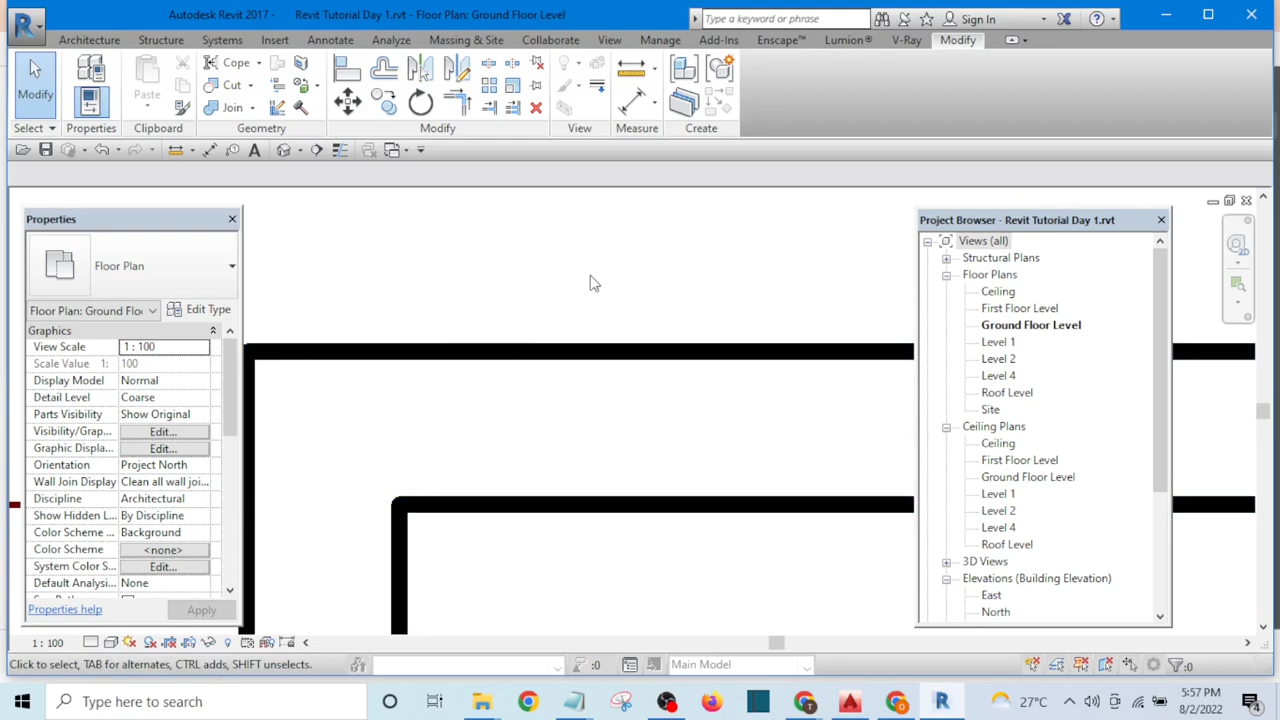 Autodesk Revit 2017 - Revit Tutorial Day 1.rvt - Floor Plan: Ground Floor Level
Type a keyword or phrase
Sign In
Architecture Structure Systems Insert Annotate Analyze Massing & Site Collaborate View Manage Add-Ins Enscape™ Lumion® V-Ray Modify
Modify
Paste
Cope
Cut
Join
Select Properties Clipboard Geometry Modify View Measure Create
Properties
Floor Plan
Floor Plan: Ground Floo
Edit Type
Graphics
View Scale 1 : 100
Scale Value 1: 100
Display Model Normal
Detail Level Coarse
Parts Visibility Show Original
Visibility/Grap... Edit...
Graphic Displa... Edit...
Orientation Project North
Wall Join Display Clean all wall joi...
Discipline Architectural
Show Hidden L... By Discipline
Color Scheme ... Background
Color Scheme <none>
System Color S... Edit...
Default Analysi... None
Properties help
Apply
Project Browser - Revit Tutorial Day 1.rvt
Views (all)
Structural Plans
Floor Plans
Ceiling
First Floor Level
Ground Floor Level
Level 1
Level 2
Level 4
Roof Level
Site
Ceiling Plans
Ceiling
First Floor Level
Ground Floor Level
Level 1
Level 2
Level 4
Roof Level
3D Views
Elevations (Building Elevation)
East
North
2D
1 : 100
Click to select, TAB for alternates, CTRL adds, SHIFT unselects.
:0
Main Model
:0
Type here to search
27°C
5:57 PM
8/2/2022
4